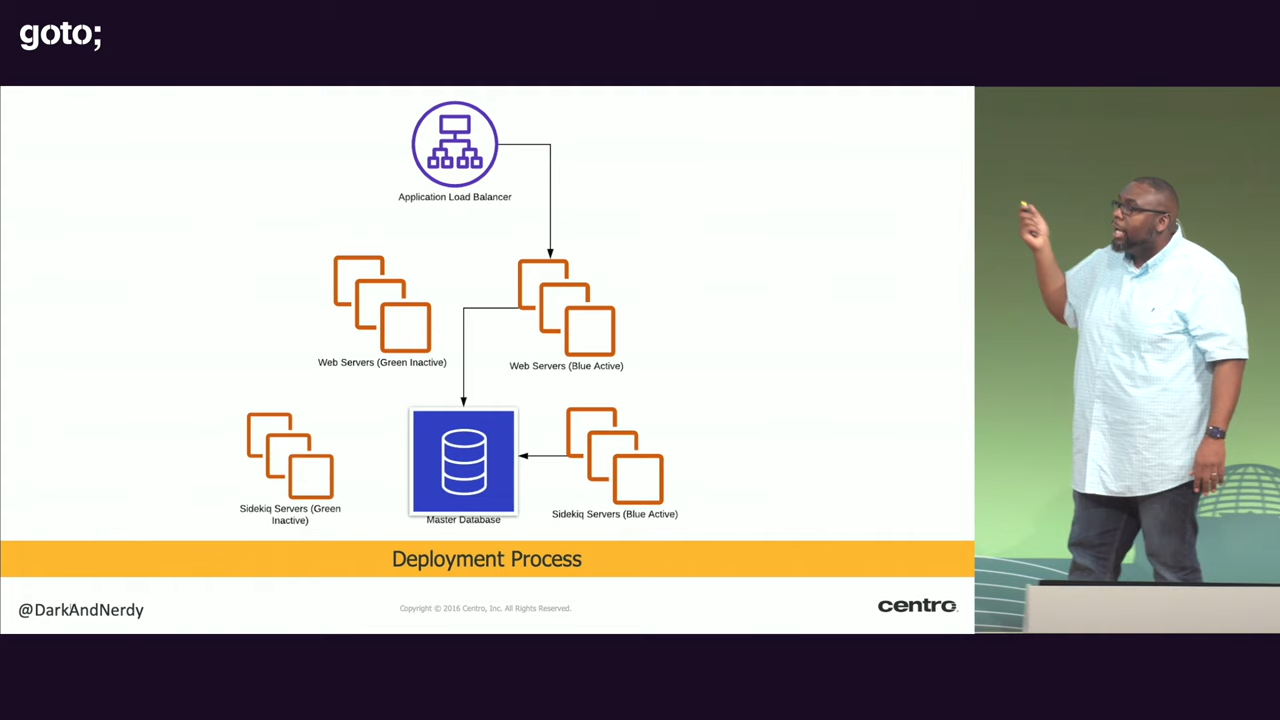 goto;
Application Load Balancer
Web Servers (Green Inactive)
Web Servers (Blue Active)
Sidekiq Servers (Green
Inactive)
Master Database
Sidekiq Servers (Blue Active)
Deployment Process
@DarkAndNerdy
Copyright © 2016 Centro, Inc. All Rights Reserved.
centro